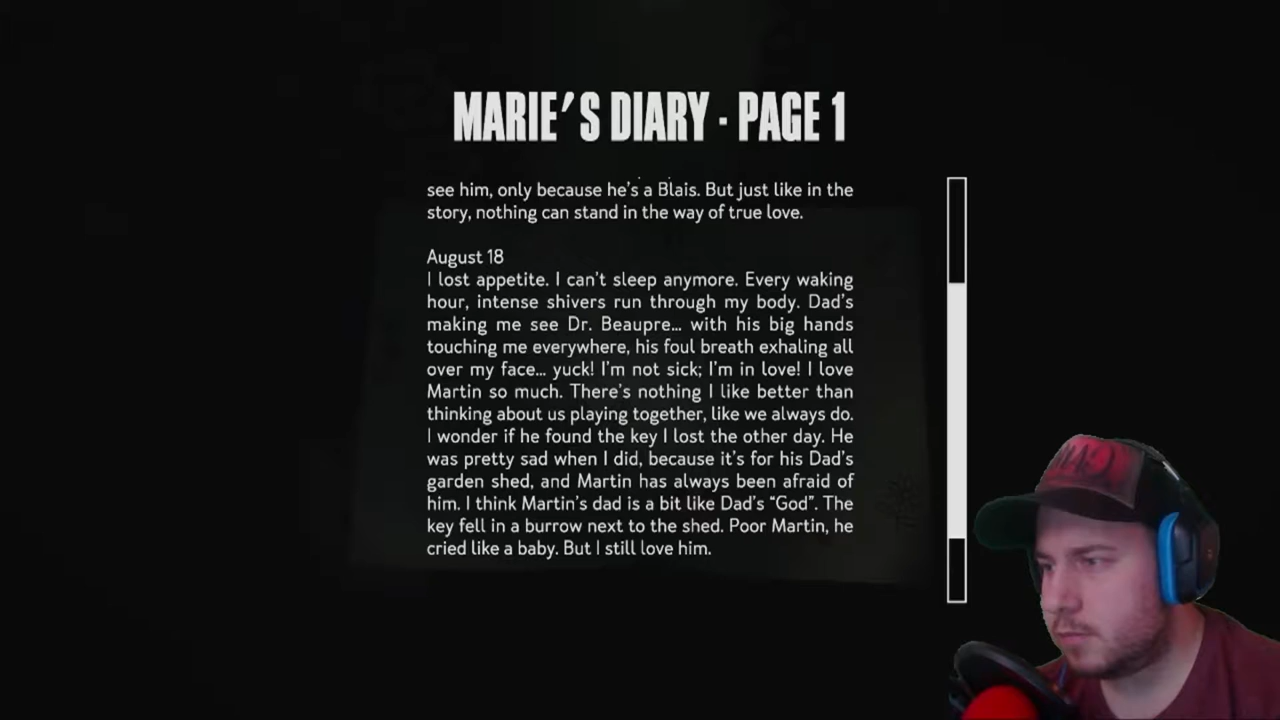 MARIE'S DIARY - PAGE 1
see him, only because he's a Blais. But just like in the
story, nothing can stand in the way of true love.
August 18
I lost appetite. I can't sleep anymore. Every waking
hour, intense shivers run through my body. Dad's
making me see Dr. Beaupre... with his big hands
touching me everywhere, his foul breath exhaling all
over my face... yuck! I'm not sick; I'm in love! I love
Martin so much. There's nothing I like better than
thinking about us playing together, like we always do.
I wonder if he found the key I lost the other day. He
was pretty sad when I did, because it's for his Dad's
garden shed, and Martin has always been afraid of
him. I think Martin's dad is a bit like Dad's “God”. The
key fell in a burrow next to the shed. Poor Martin, he
cried like a baby. But I still love him.